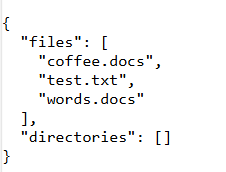 {
  "files": [
    "coffee.docs",
    "test.txt",
    "words.docs"
  ],
  "directories": []
}